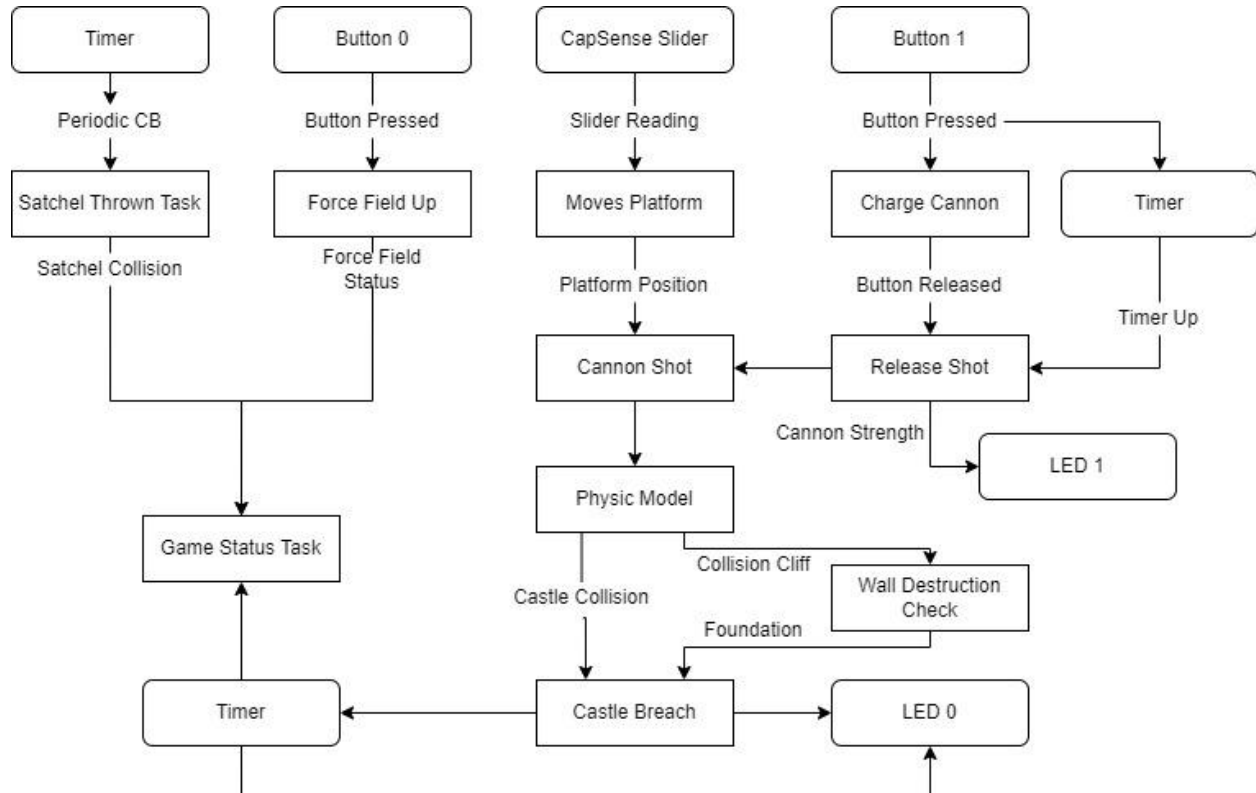 Timer
Button 0
CapSense Slider
Button 1
Periodic CB
Button Pressed
Slider Reading
Button Pressed
Satchel Thrown Task
Force Field Up
Moves Platform
Charge Cannon
Timer
Satchel Collision
Force Field
Status
Platform Position
Button Released
Timer Up
Cannon Shot
Release Shot
Cannon Strength
LED 1
Physic Model
Game Status Task
Collision Cliff
Wall Destruction
Check
Castle Collision
Foundation
Timer
Castle Breach
LED 0